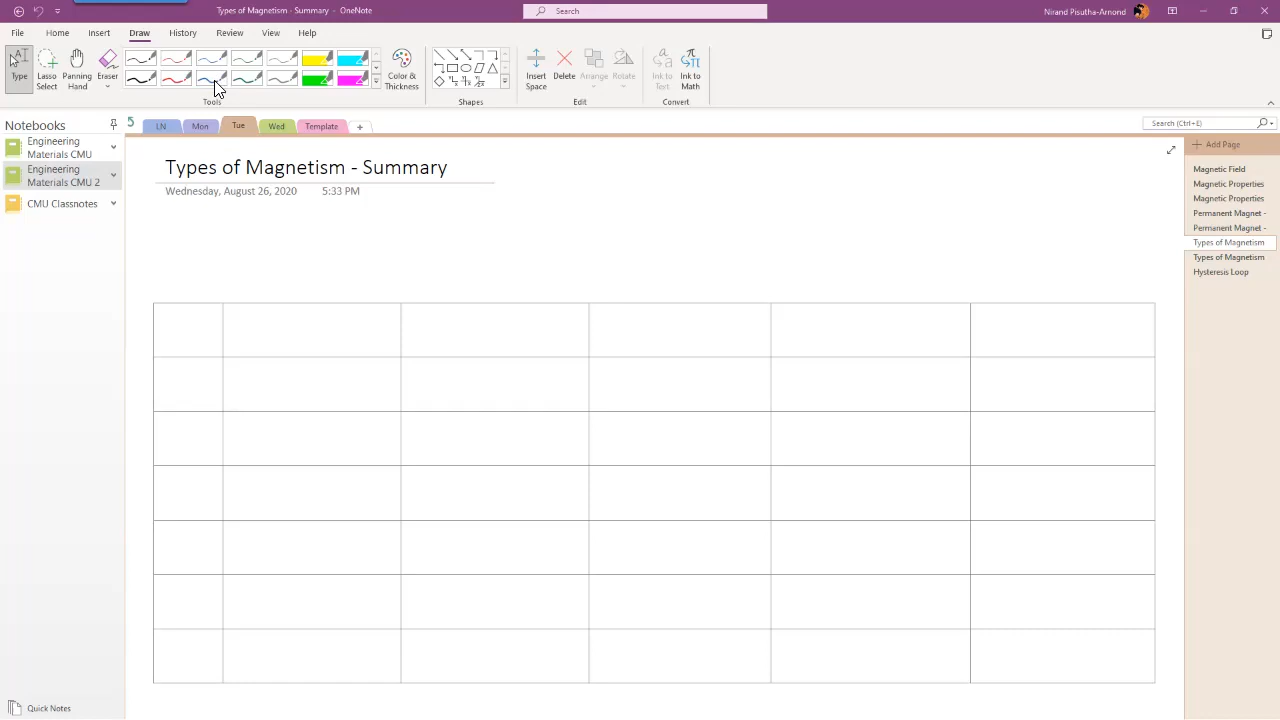 Types of Magnetism - Summary - OneNote
Search
Nirand Pisutha-Arnond
File Home Insert Draw History Review View Help
Type
Lasso Select
Panning Hand
Eraser
Color & Thickness
Insert Space
Delete
Arrange
Rotate
Ink to Text
Ink to Math
Tools
Shapes
Edit
Convert
Notebooks
LN Mon Tue Wed Template
Search (Ctrl+E)
Engineering
Materials CMU
Engineering
Materials CMU 2
CMU Classnotes
Types of Magnetism - Summary
Wednesday, August 26, 2020 5:33 PM
Add Page
Magnetic Field
Magnetic Properties
Magnetic Properties
Permanent Magnet -
Permanent Magnet -
Types of Magnetism
Types of Magnetism
Hysteresis Loop
Quick Notes